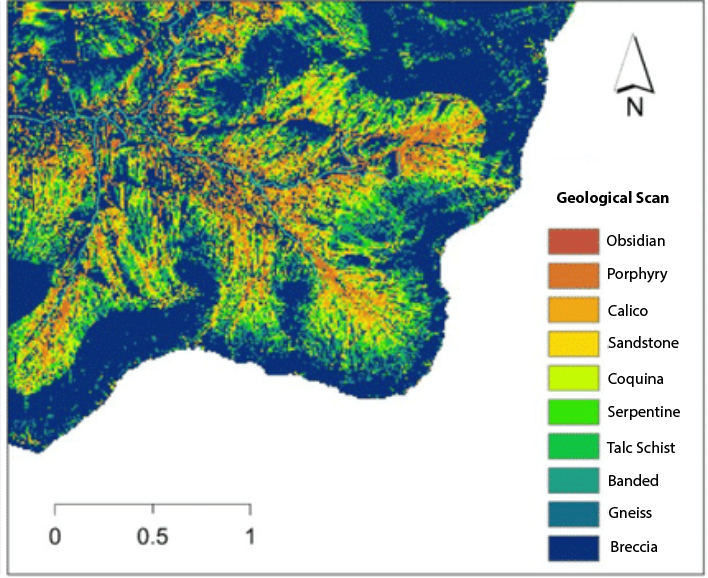 N
Geological Scan
Obsidian
Porphyry
Calico
Sandstone
Coquina
Serpentine
Talc Schist
Banded
Gneiss
Breccia
0 0.5 1